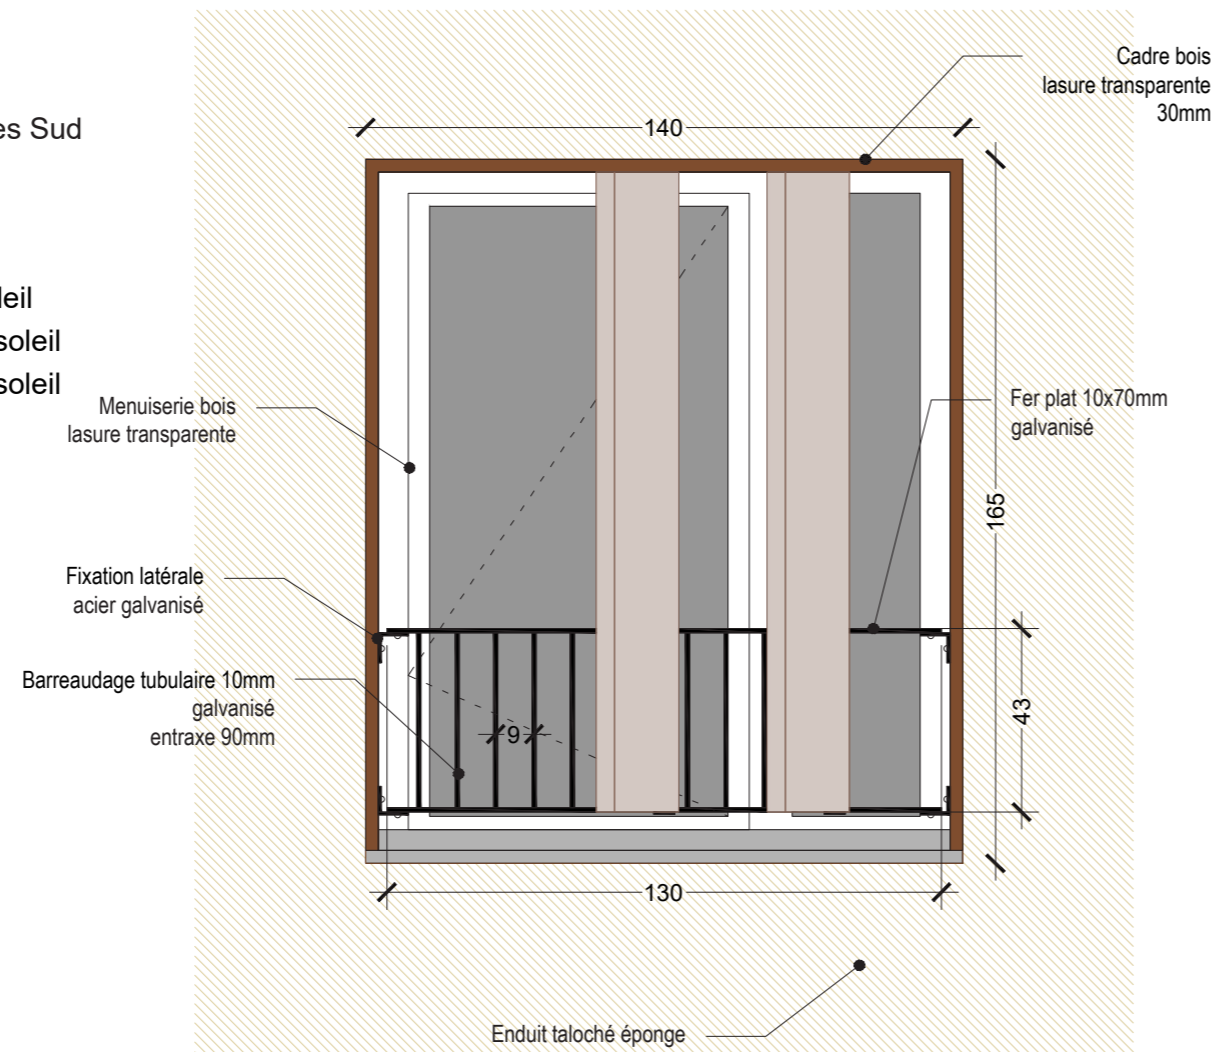 Cadre bois
lasure transparente
30mm
es Sud
140
leil
soleil
soleil
Menuiserie bois
lasure transparente
Fer plat 10x70mm
galvanisé
165
Fixation latérale
acier galvanisé
Barreaudage tubulaire 10mm
galvanisé
entraxe 90mm
9
43
130
Enduit taloché éponge